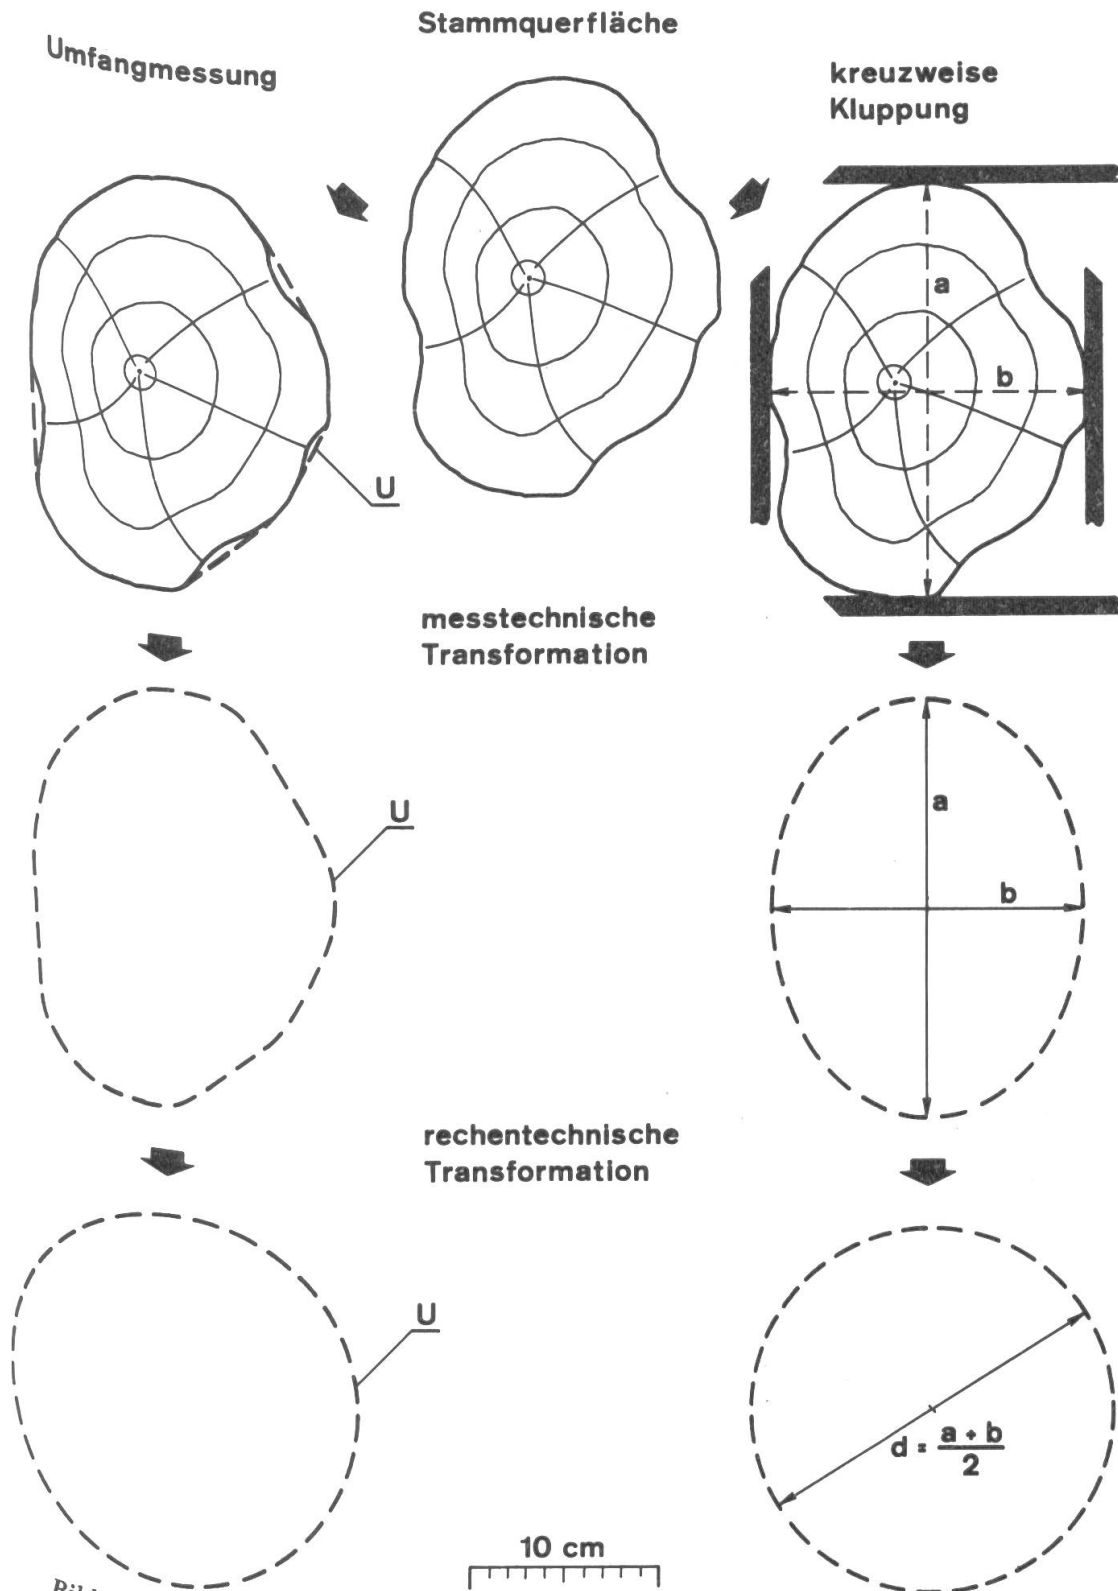 Stammquerfläche
Umfangmessung
kreuzweise
Kluppung
a
b
U
messtechnische
Transformation
a
U
b
rechentechnische
Transformation
U
d = a + b
2
10 cm